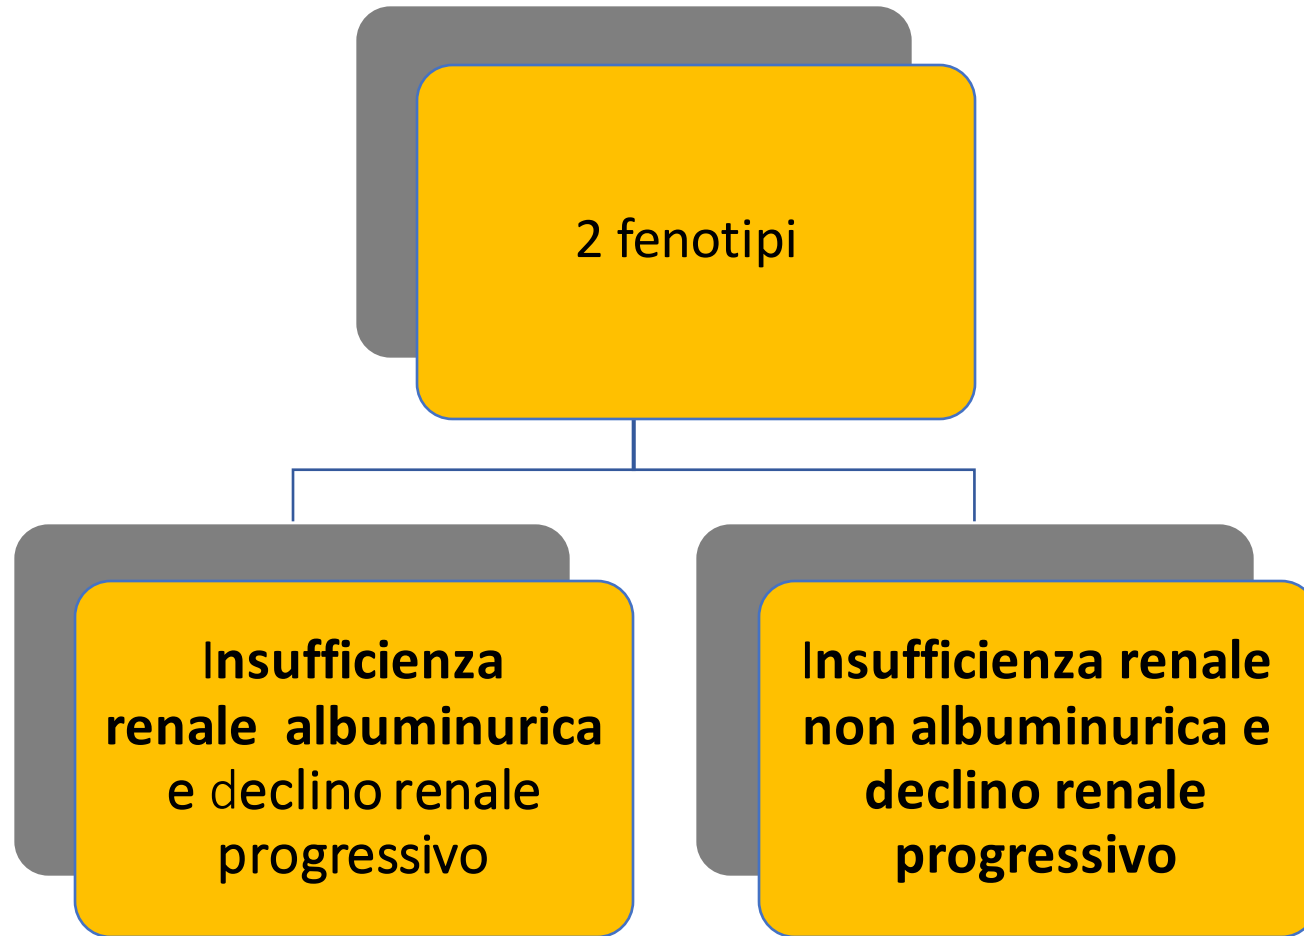 2 fenotipi
Insufficienza
renale albuminurica
e declino renale
progressivo
Insufficienza renale
non albuminurica e
declino renale
progressivo